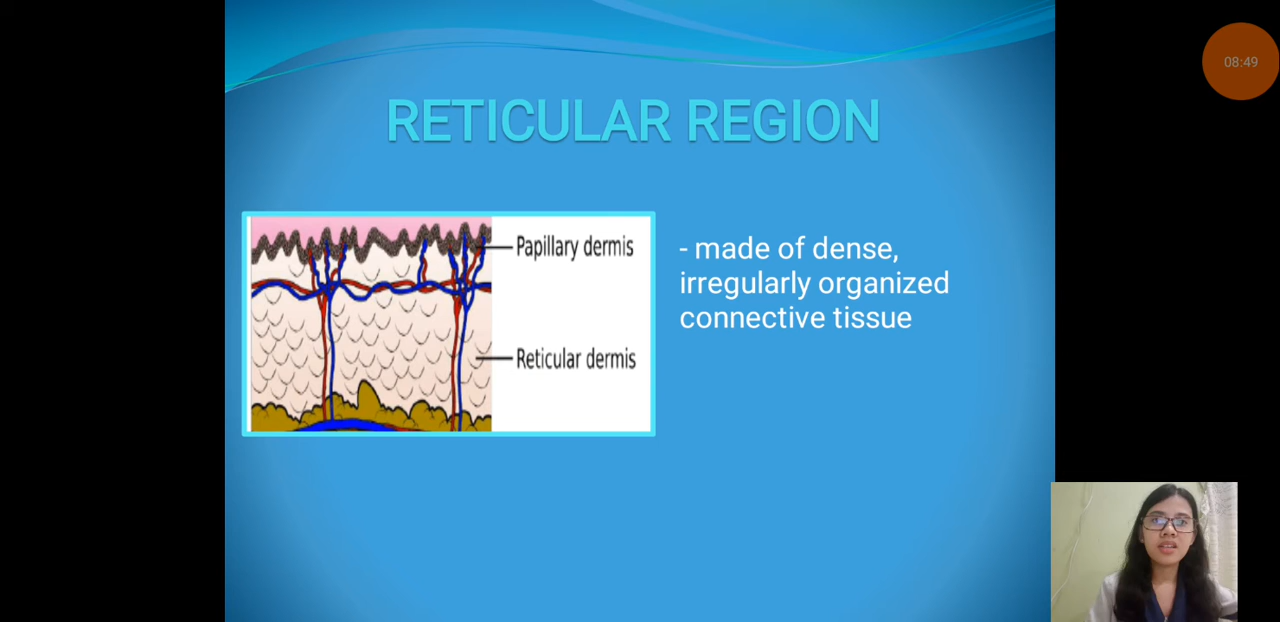 08:49
RETICULAR REGION
Papillary dermis
Reticular dermis
- made of dense,
irregularly organized
connective tissue